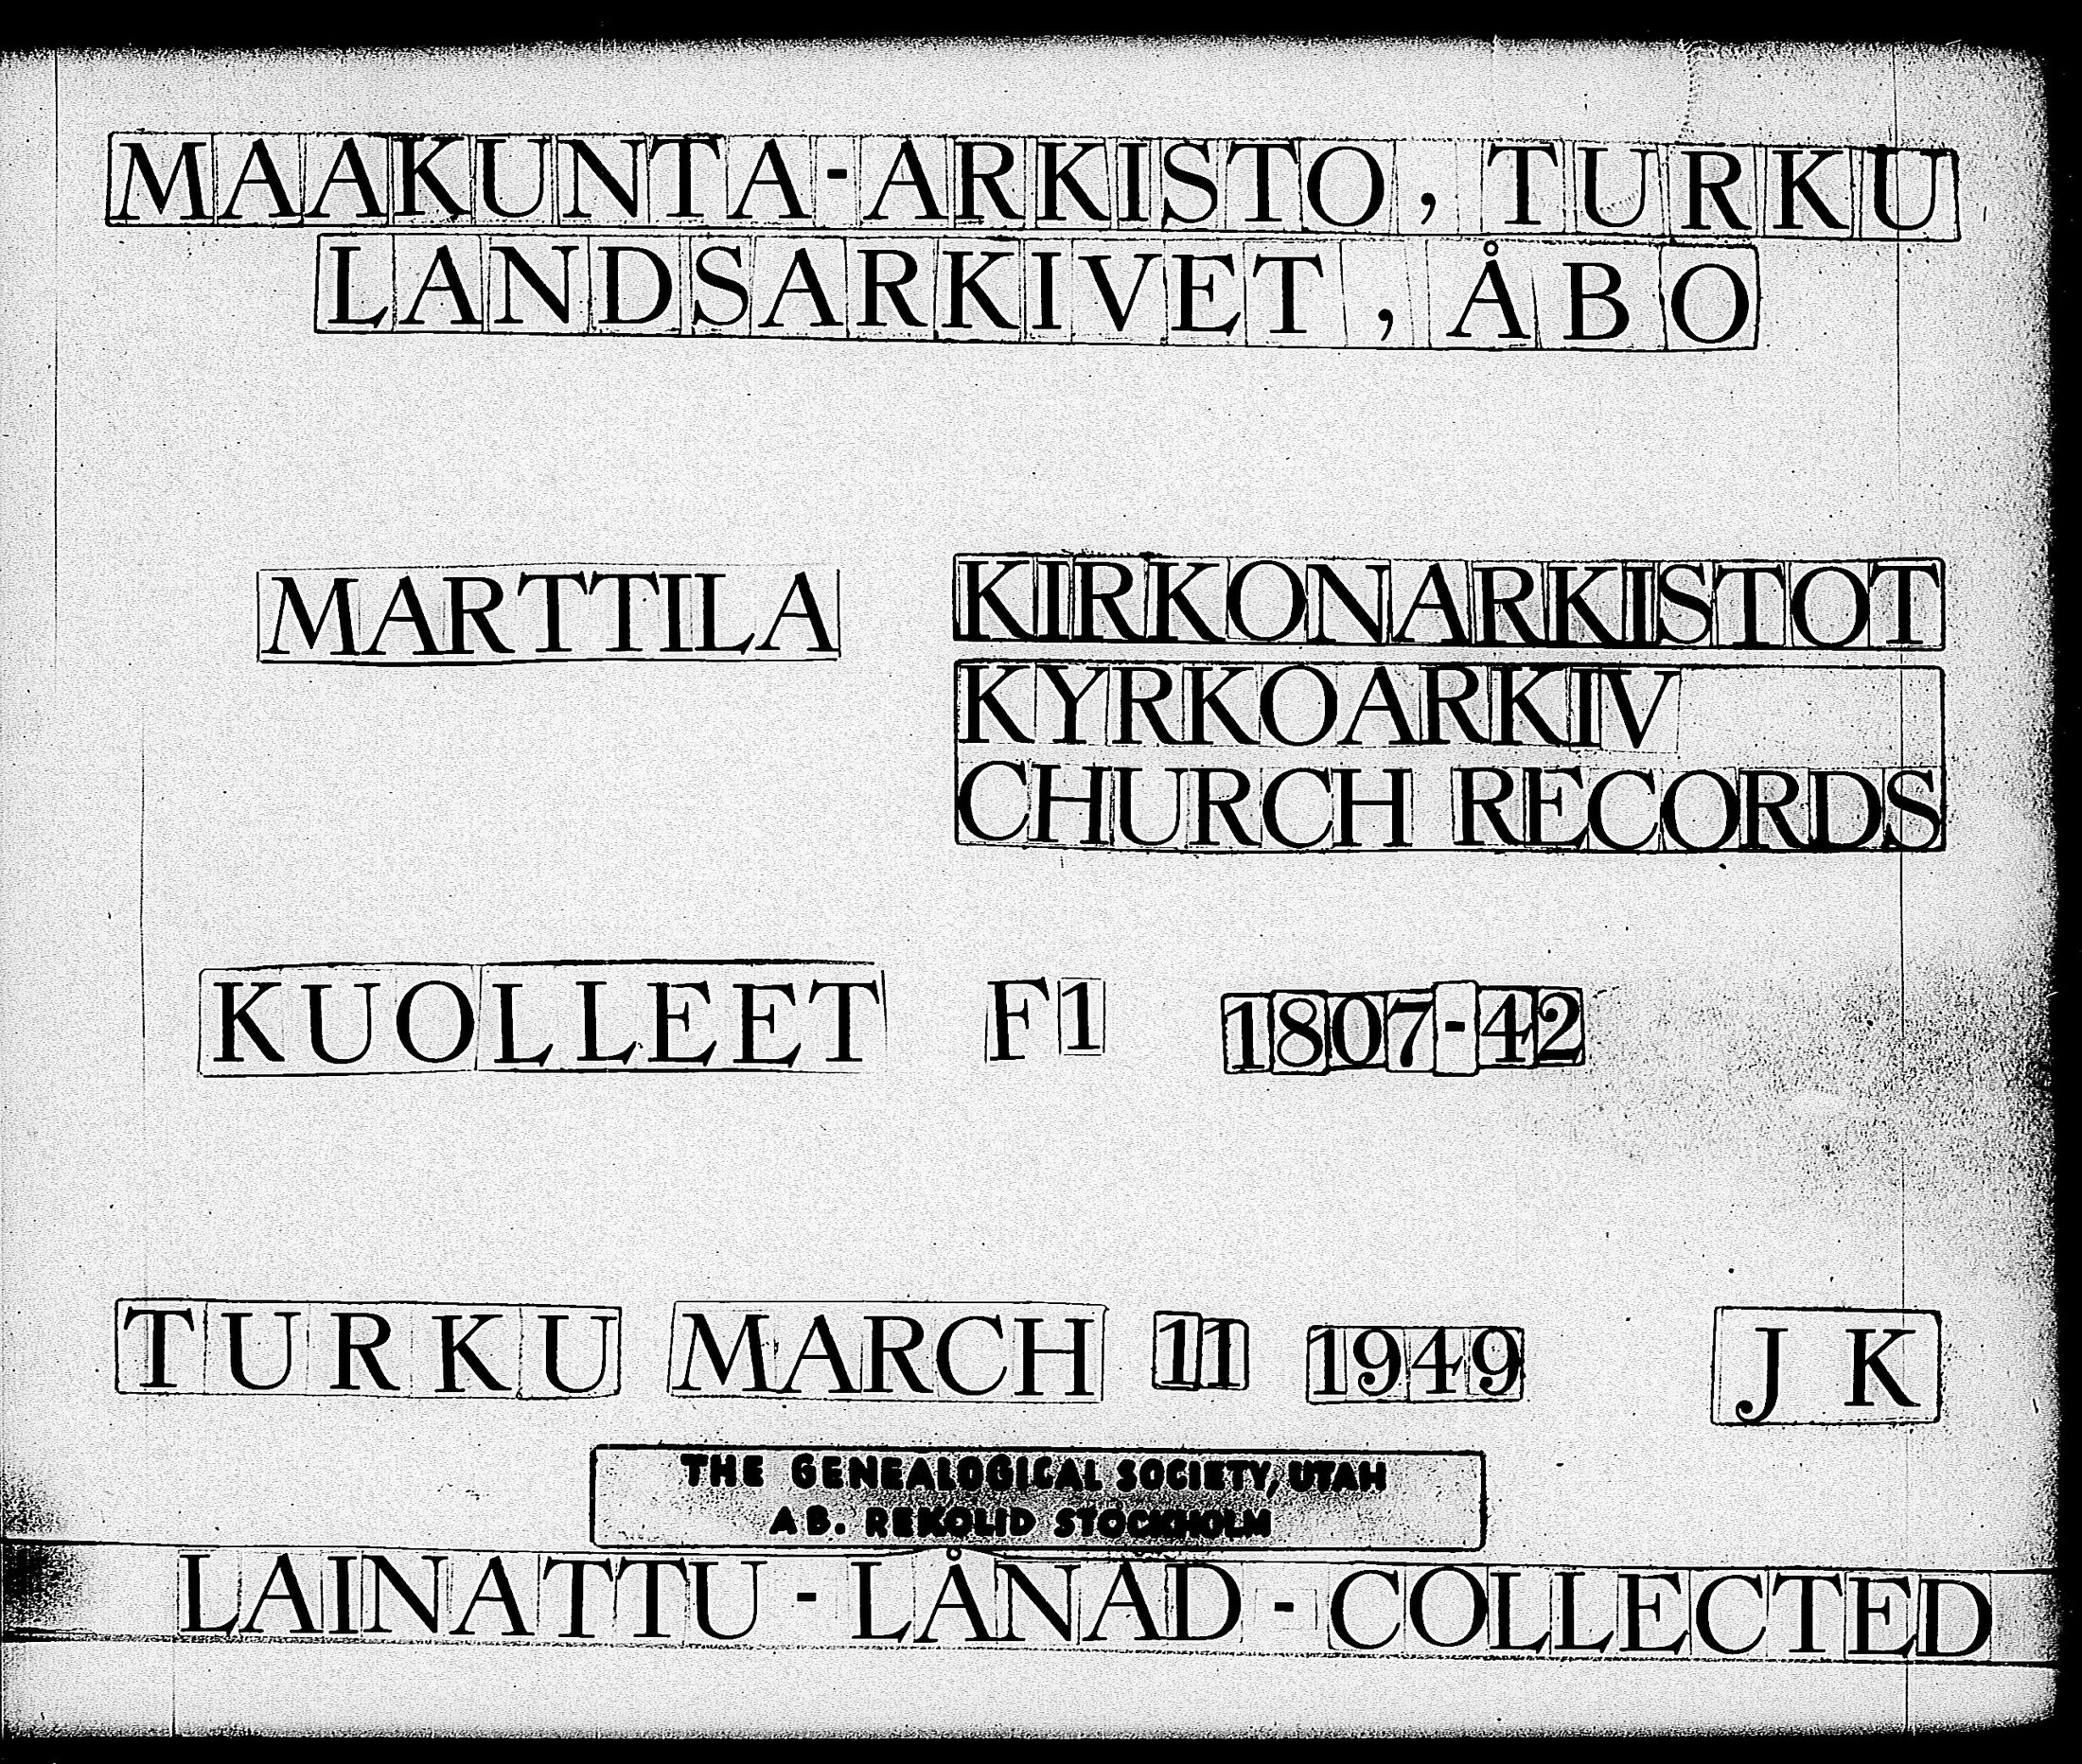 MAAKUNTA-ARKISTO, TURKU
LANDSARKIVET, ÅBO
MARTTILA KIRKONARKISTOT
KYRKOARKIV
CHURCH RECORDS
KUOLLEET F1 1807-42
TURKU MARCH 11 1949 J K
THE GENEALOGICAL SOCIETY, UTAH
AB. REKOLID STOCKHOLM
LAINATTU - LÅNAD - COLLECTED